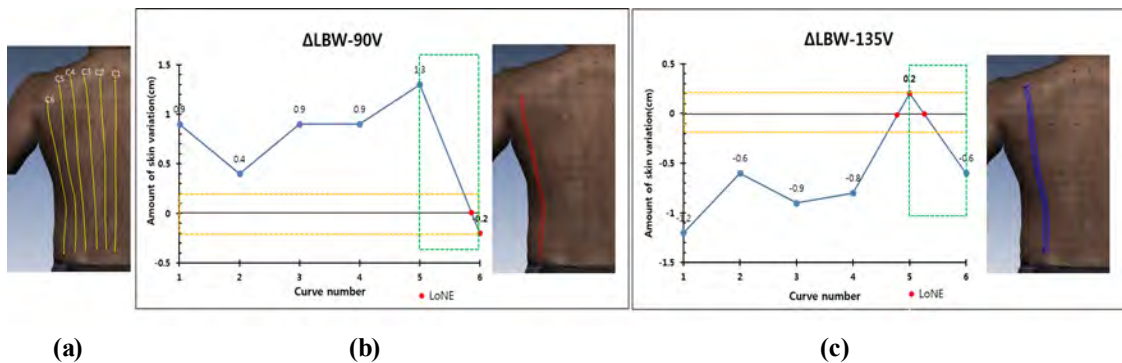 C6 C5 C4 C3 C2 C1
(a)
ΔLBW-90V
Amount of skin variation(cm)
1.5
1
0.5
0
-0.5
0.9
0.4
0.9
0.9
1.3
-0.2
1 2 3 4 5 6
Curve number
LoNE
(b)
ΔLBW-135V
Amount of skin variation(cm)
0.5
0
-0.5
-1
-1.5
-0.6
-0.9
-0.8
0.2
-0.6
1 2 3 4 5 6
Curve number
LoNE
(c)